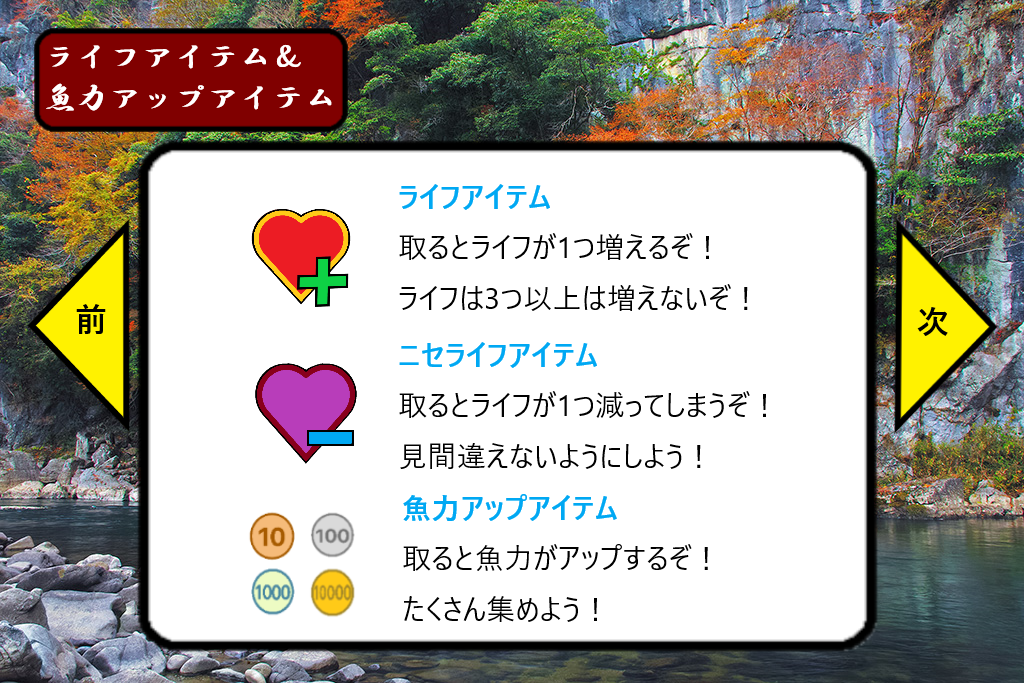 ライフアイテム&
魚力アップアイテム
ライフアイテム
取るとライフが1つ増えるぞ！
ライフは3つ以上は増えないぞ！
前
次
ニセライフアイテム
取るとライフが1つ減ってしまうぞ！
見間違えないようにしよう！
魚力アップアイテム
10
100
取ると魚力がアップするぞ！
1000
10000
たくさん集めよう！